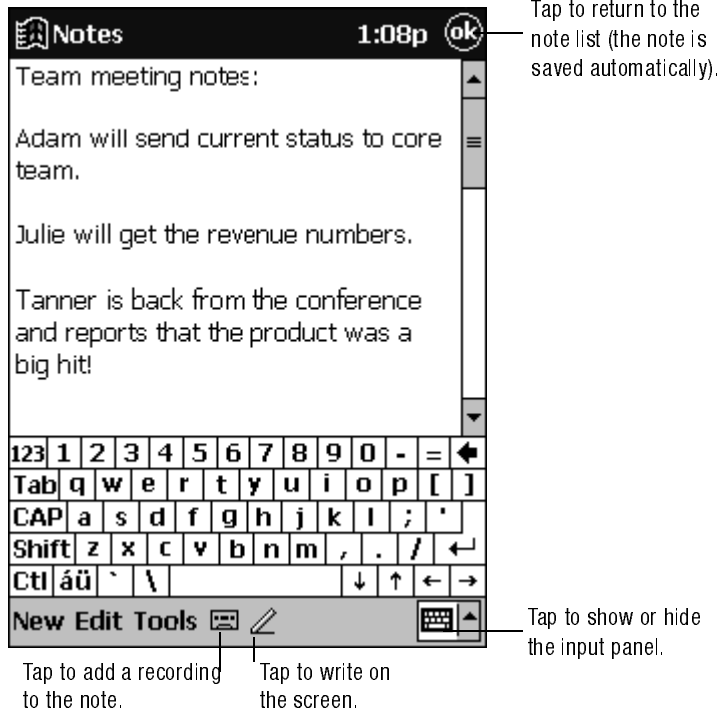 Tap to return to the
note list (the note is
saved automatically).
Notes 1:08p ok
Team meeting notes:
Adam will send current status to core
team.
Julie will get the revenue numbers.
Tanner is back from the conference
and reports that the product was a
big hit!
123 1 2 3 4 5 6 7 8 9 0 - = 🡸
Tab q w e r t y u i o p [ ]
CAP a s d f g h j k l ; '
Shift z x c v b n m , . / ↵
Ctl áü ` \ ↓ ↑ ← →
New Edit Tools
Tap to show or hide
the input panel.
Tap to add a recording
to the note.
Tap to write on
the screen.